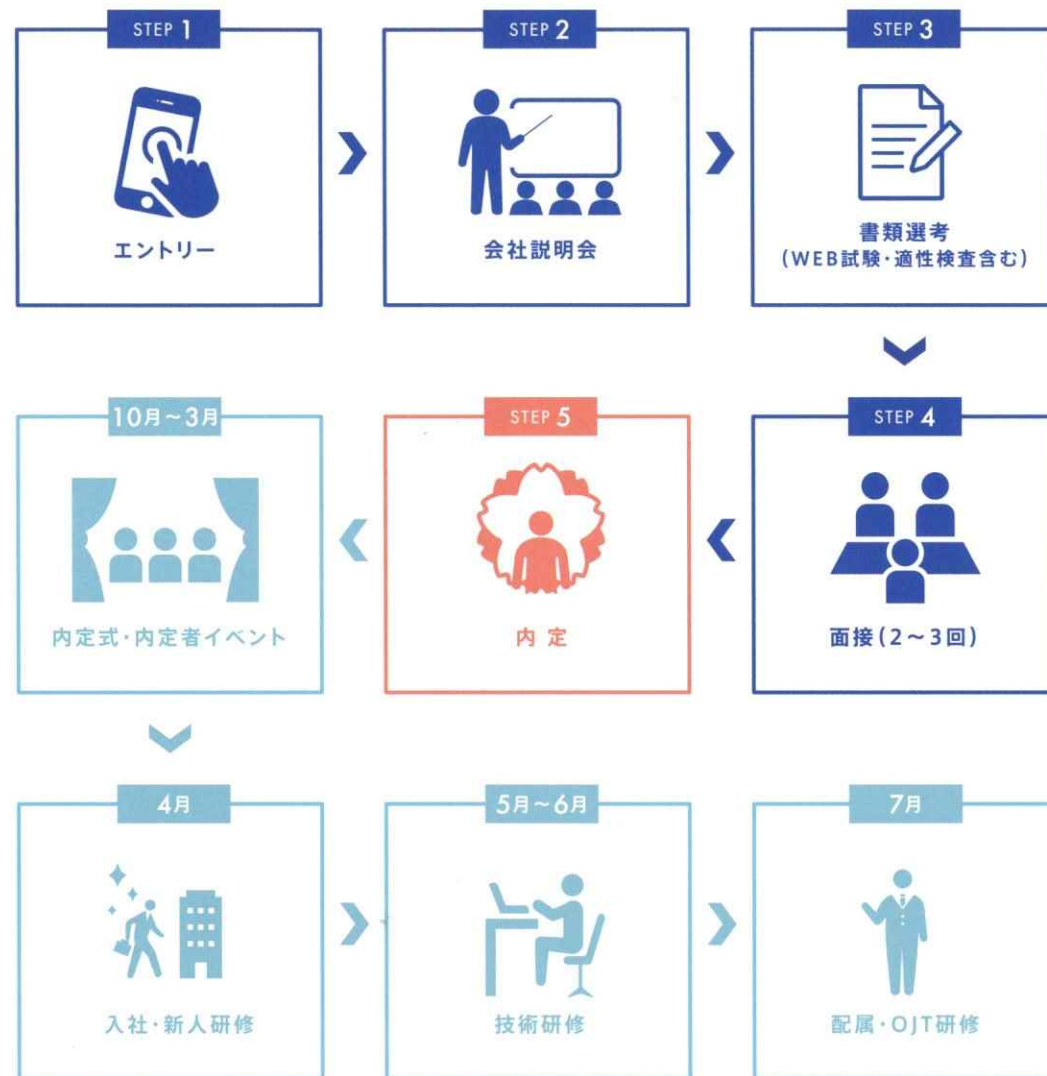 STEP 1
エントリー
STEP 2
会社説明会
STEP 3
書類選考
(WEB試験・適性検査含む)
STEP 4
面接(2～3回)
STEP 5
内 定
10月～3月
内定式・内定者イベント
4月
入社・新人研修
5月～6月
技術研修
7月
配属・OJT研修